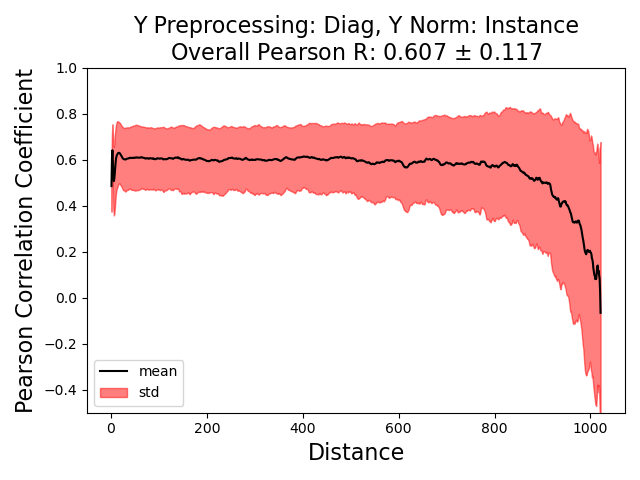 Y Preprocessing: Diag, Y Norm: Instance
Overall Pearson R: 0.607 ± 0.117
Pearson Correlation Coefficient
1.0
0.8
0.6
0.4
0.2
0.0
−0.2
−0.4
mean
std
0
200
400
600
800
1000
Distance